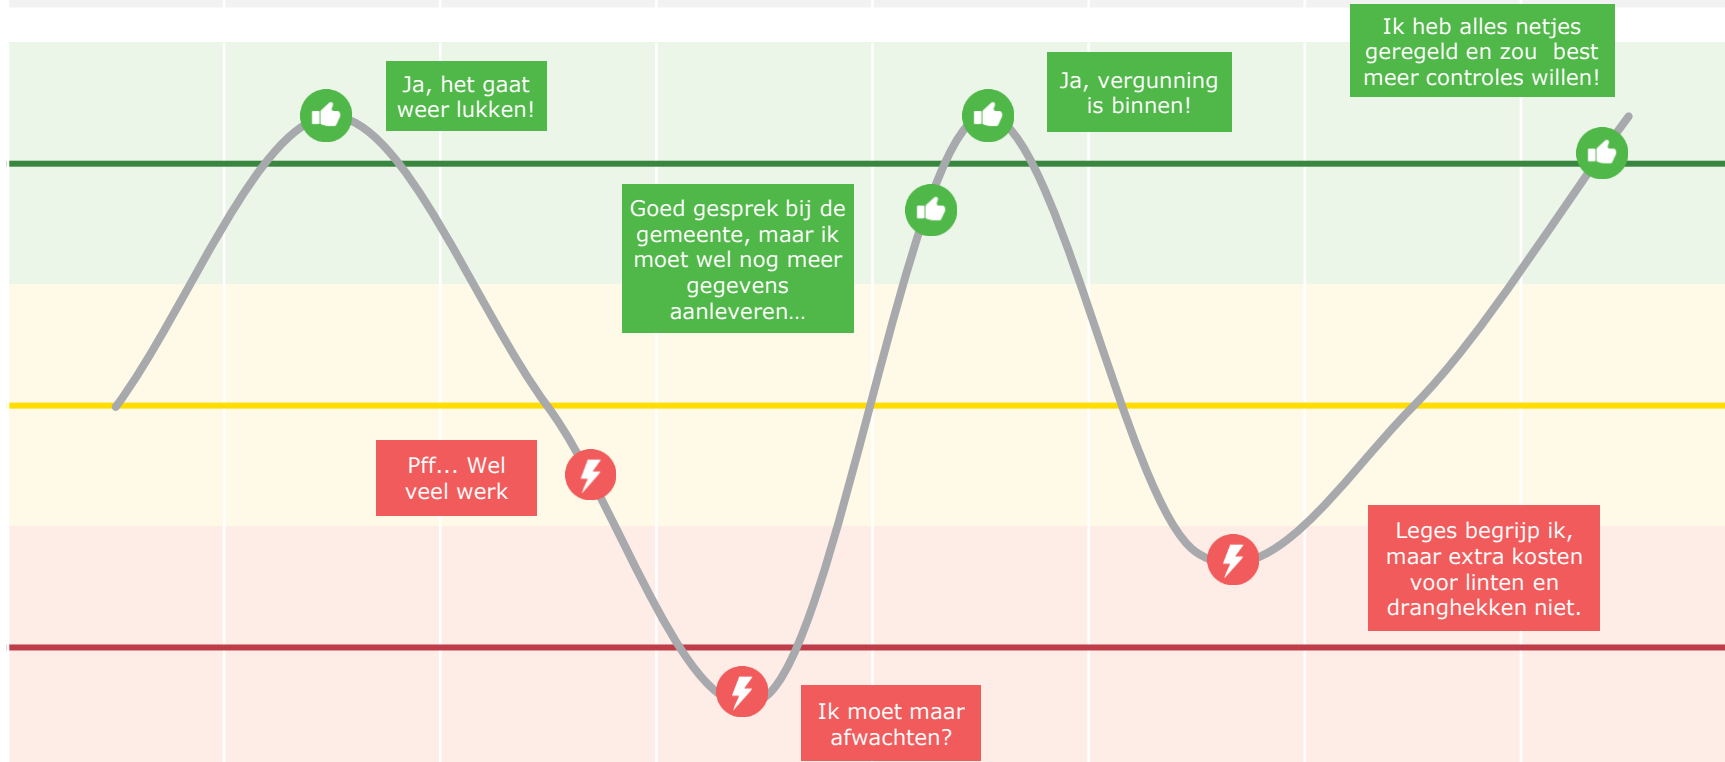 Ja, het gaat
weer lukken!
Pff... Wel
veel werk
Goed gesprek bij de
gemeente, maar ik
moet wel nog meer
gegevens
aanleveren...
Ik moet maar
afwachten?
Ja, vergunning
is binnen!
Ik heb alles netjes
geregeld en zou  best
meer controles willen!
Leges begrijp ik,
maar extra kosten
voor linten en
dranghekken niet.